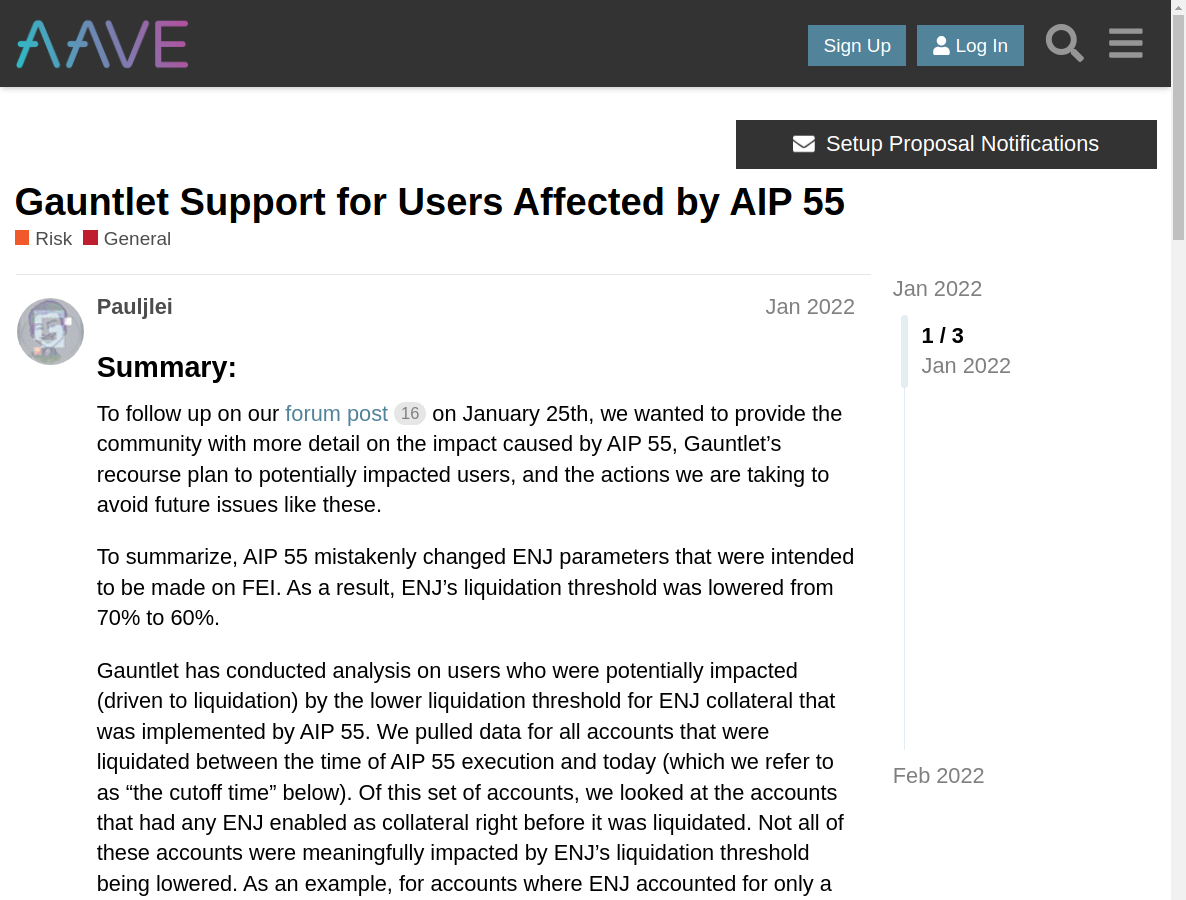 AAVE
Sign Up
Log In
Setup Proposal Notifications
Gauntlet Support for Users Affected by AIP 55
Risk General
Pauljlei Jan 2022
Summary:
To follow up on our forum post 16 on January 25th, we wanted to provide the
community with more detail on the impact caused by AIP 55, Gauntlet’s
recourse plan to potentially impacted users, and the actions we are taking to
avoid future issues like these.
To summarize, AIP 55 mistakenly changed ENJ parameters that were intended
to be made on FEI. As a result, ENJ’s liquidation threshold was lowered from
70% to 60%.
Gauntlet has conducted analysis on users who were potentially impacted
(driven to liquidation) by the lower liquidation threshold for ENJ collateral that
was implemented by AIP 55. We pulled data for all accounts that were
liquidated between the time of AIP 55 execution and today (which we refer to
as “the cutoff time” below). Of this set of accounts, we looked at the accounts
that had any ENJ enabled as collateral right before it was liquidated. Not all of
these accounts were meaningfully impacted by ENJ’s liquidation threshold
being lowered. As an example, for accounts where ENJ accounted for only a
Jan 2022
1 / 3
Jan 2022
Feb 2022